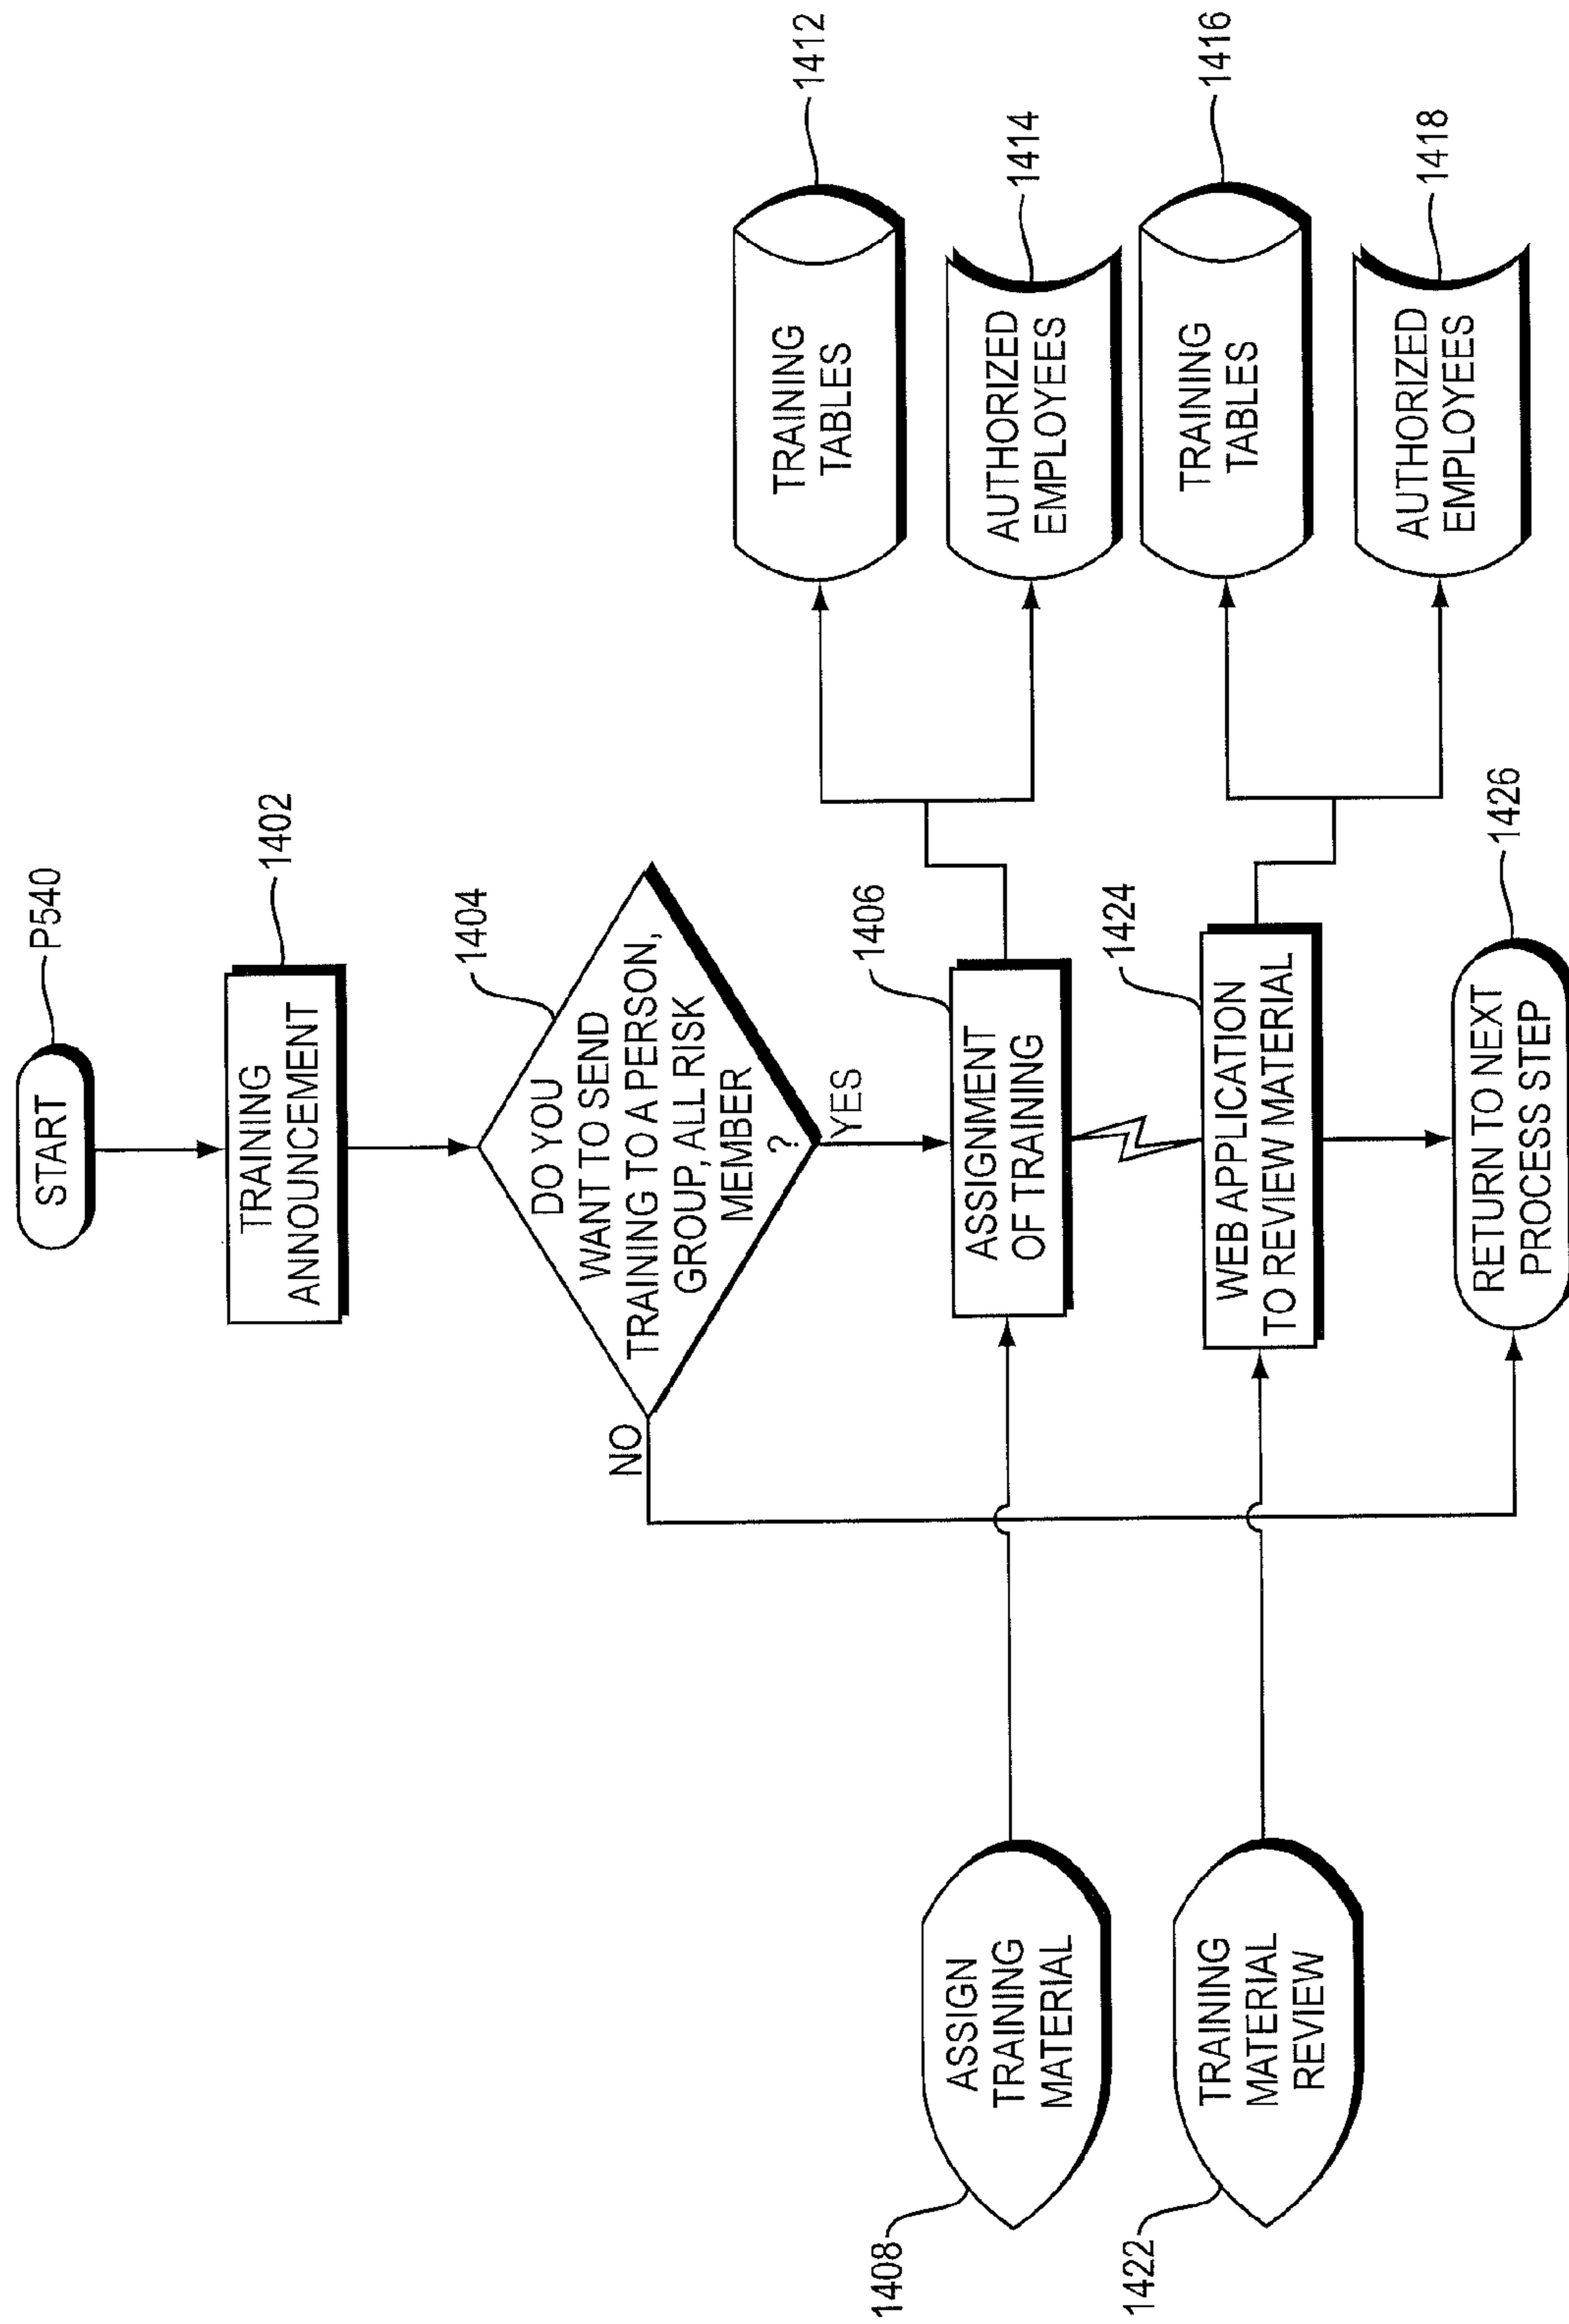 START
P540
TRAINING
ANNOUNCEMENT
1402
DO YOU
WANT TO SEND
TRAINING TO A PERSON,
GROUP, ALL RISK
MEMBER
?
1404
NO
YES
ASSIGN
TRAINING
MATERIAL
1408
ASSIGNMENT
OF TRAINING
1406
TRAINING
TABLES
1412
AUTHORIZED
EMPLOYEES
1414
TRAINING
MATERIAL
REVIEW
1422
WEB APPLICATION
TO REVIEW MATERIAL
1424
TRAINING
TABLES
1416
AUTHORIZED
EMPLOYEES
1418
RETURN TO NEXT
PROCESS STEP
1426